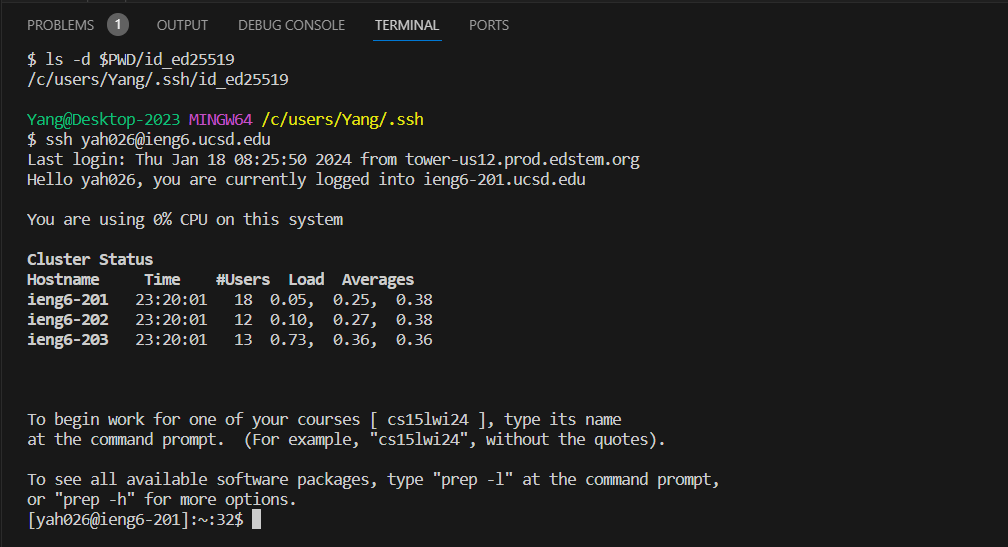 PROBLEMS 1 OUTPUT DEBUG CONSOLE TERMINAL PORTS
$ ls -d $PWD/id_ed25519
/c/users/Yang/.ssh/id_ed25519
Yang@Desktop-2023 MINGW64 /c/users/Yang/.ssh
$ ssh yah026@ieng6.ucsd.edu
Last login: Thu Jan 18 08:25:50 2024 from tower-us12.prod.edstem.org
Hello yah026, you are currently logged into ieng6-201.ucsd.edu
You are using 0% CPU on this system
Cluster Status
Hostname     Time    #Users  Load  Averages
ieng6-201   23:20:01   18  0.05,  0.25,  0.38
ieng6-202   23:20:01   12  0.10,  0.27,  0.38
ieng6-203   23:20:01   13  0.73,  0.36,  0.36
To begin work for one of your courses [ cs15lwi24 ], type its name
at the command prompt.  (For example, "cs15lwi24", without the quotes).
To see all available software packages, type "prep -l" at the command prompt,
or "prep -h" for more options.
[yah026@ieng6-201]:~:32$